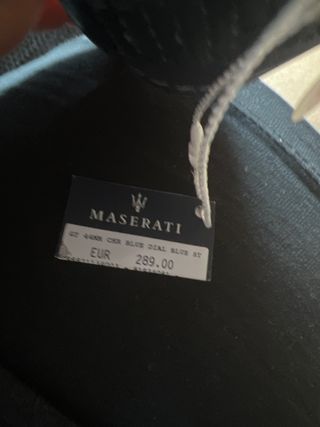 MASERATI
GT 44MM CHR BLUE DIAL BLUE ST
EUR 289.00